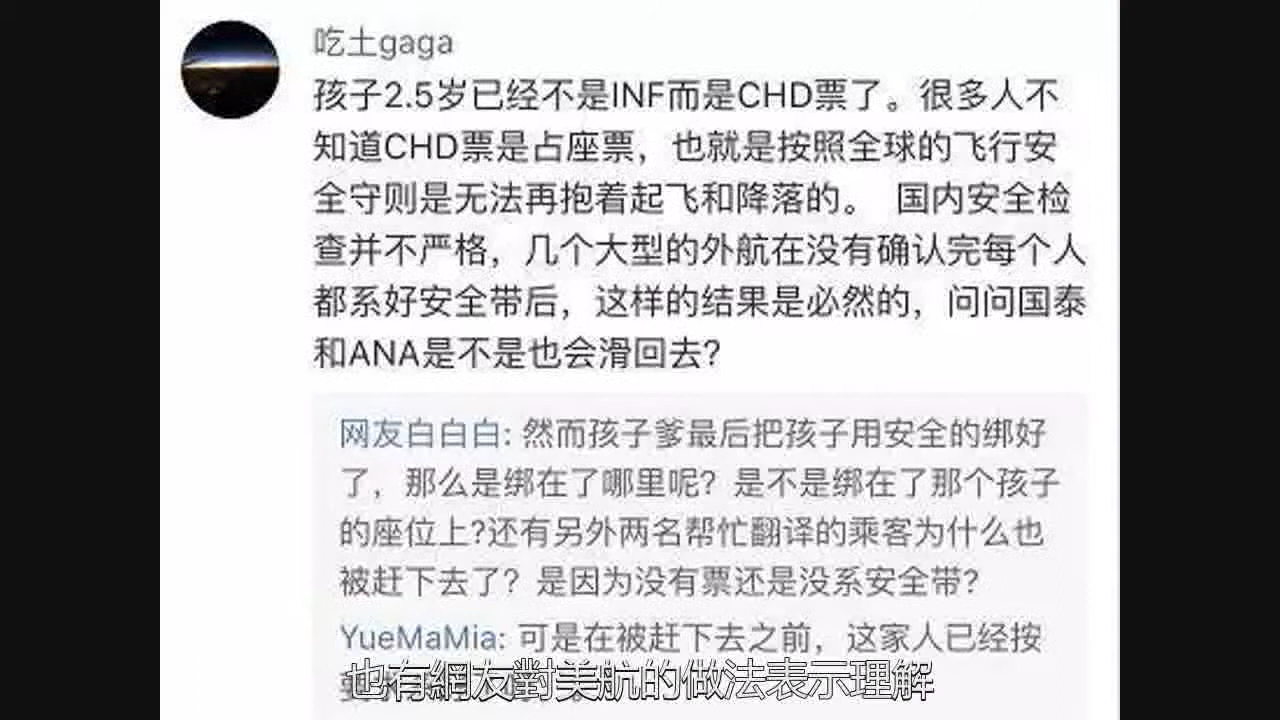 吃土gaga
孩子2.5岁已经不是INF而是CHD票了。很多人不
知道CHD票是占座票，也就是按照全球的飞行安
全守则是无法再抱着起飞和降落的。 国内安全检
查并不严格，几个大型的外航在没有确认完每个人
都系好安全带后，这样的结果是必然的，问问国泰
和ANA是不是也会滑回去?
网友白白白: 然而孩子爹最后把孩子用安全的绑好
了，那么是绑在了哪里呢？是不是绑在了那个孩子
的座位上?还有另外两名帮忙翻译的乘客为什么也
被赶下去了？是因为没有票还是没系安全带?
YueMaMia: 可是在被赶下去之前，这家人已经按
也有網友對美航的做法表示理解